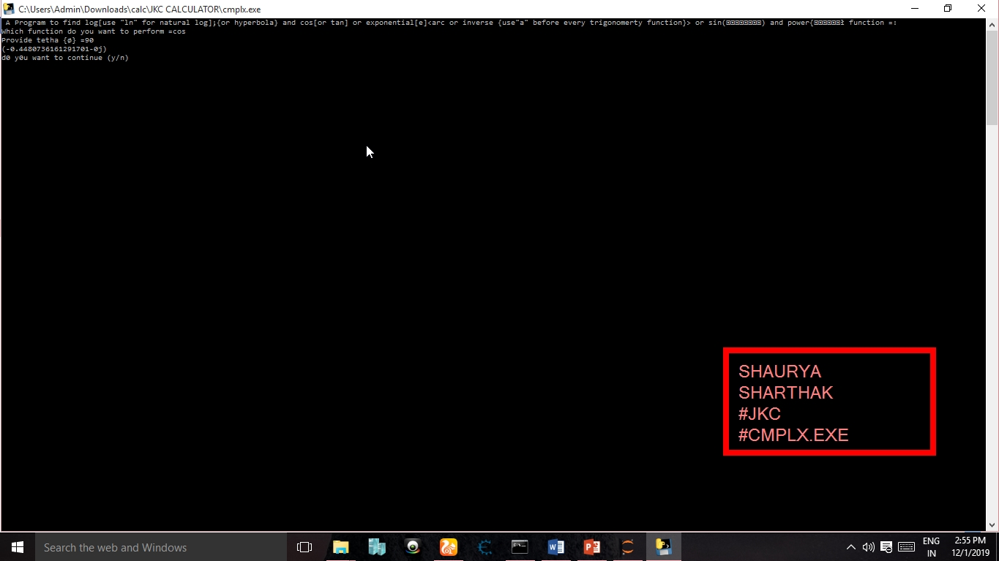 C:\Users\Admin\Downloads\calc\JKC CALCULATOR\cmplx.exe
A Program to find log[use "ln" for natural log];{or hyperbola} and cos[or tan] or exponential[e]<arc or inverse {use"a" before every trigonomerty function}> or sin(□□□□□□□□) and power{□□□□□□‡ function =:
Which function do you want to perform =cos
Provide tetha {ø} =90
(-0.4480736161291701-0j)
dø yøu want to continue (y/n)
SHAURYA
SHARTHAK
#JKC
#CMPLX.EXE
Search the web and Windows
ENG
IN
2:55 PM
12/1/2019